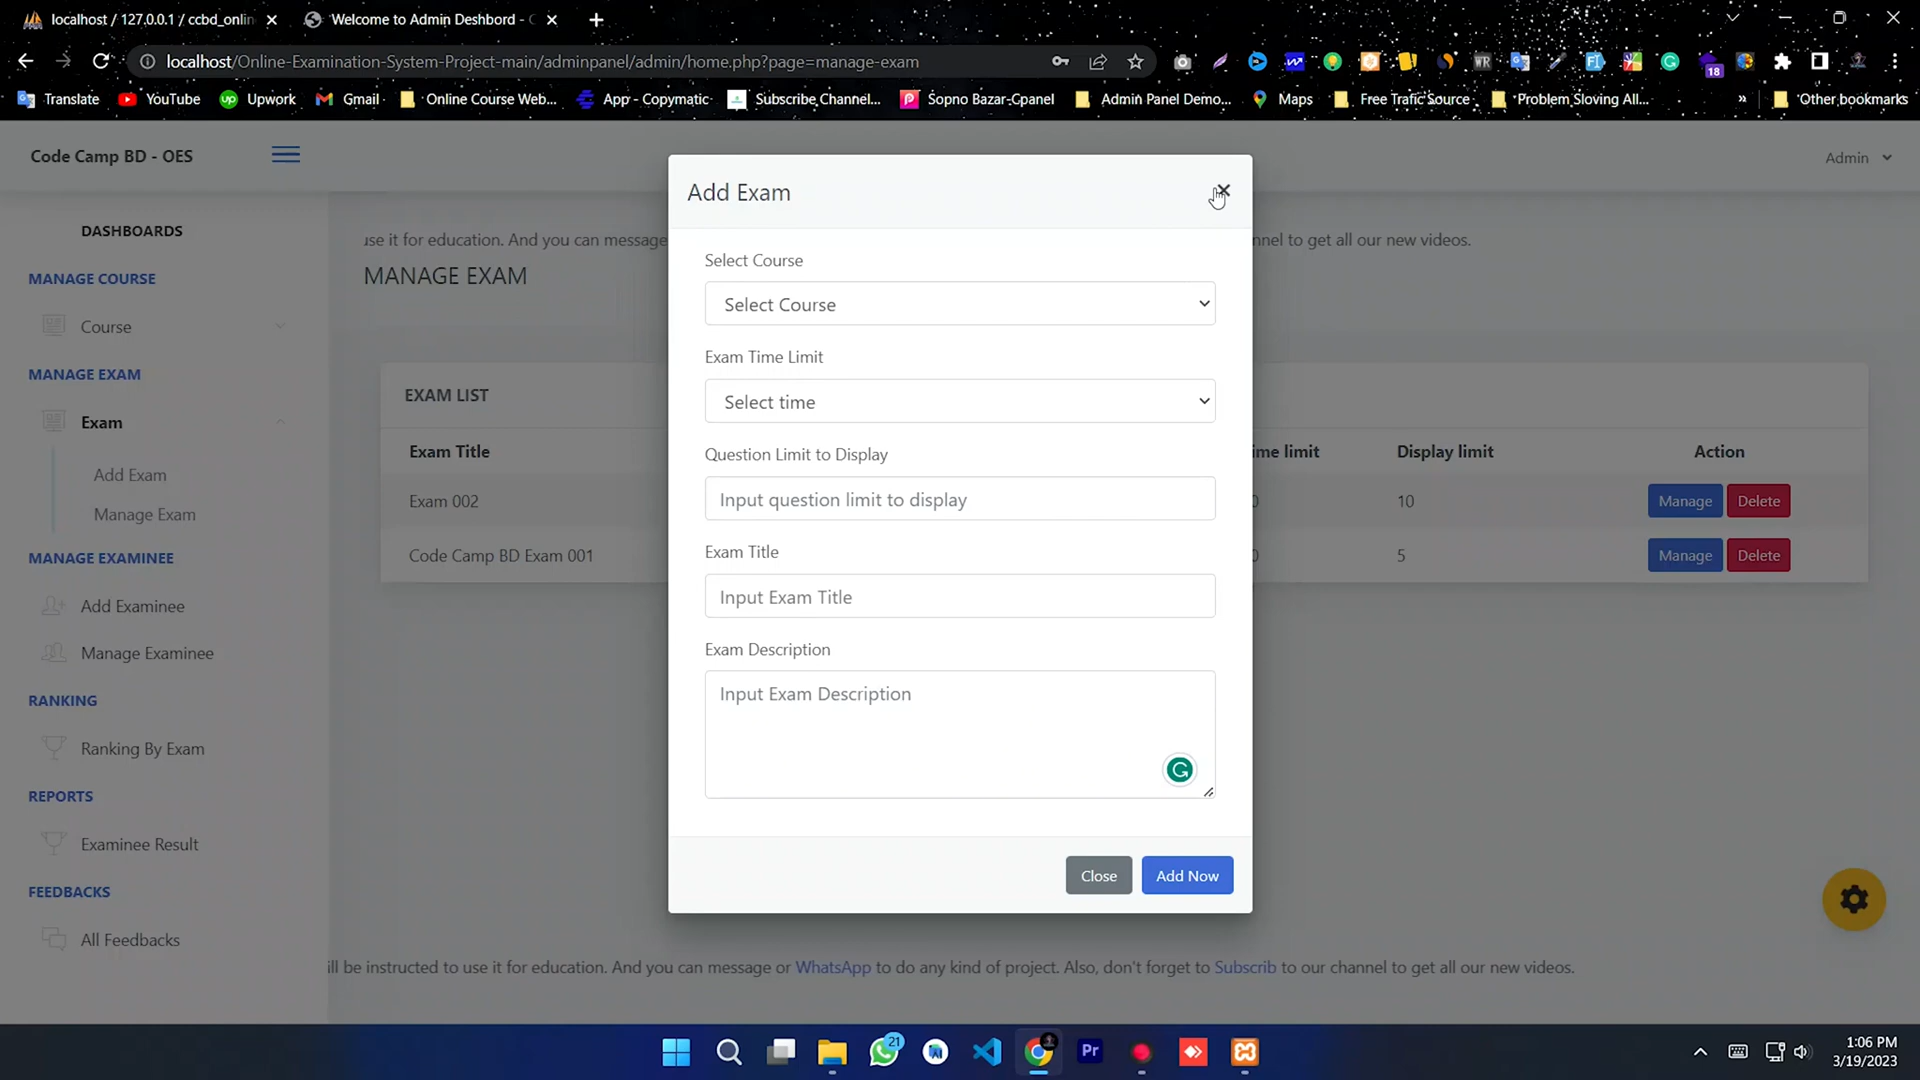 localhost / 127.0.0.1 / ccbd_onlin
Welcome to Admin Deshbord -
localhost/Online-Examination-System-Project-main/adminpanel/admin/home.php?page=manage-exam
18
Translate
YouTube
Upwork
Gmail
Online Course Web...
App - Copymatic
Subscribe Channel...
Sopno Bazar-Cpanel
Admin Panel Demo...
Maps
Free Trafic Source
Problem Sloving All...
»
Other bookmarks
Code Camp BD - OES
Admin
Add Exam
DASHBOARDS
MANAGE COURSE
Course
MANAGE EXAM
Exam
Add Exam
Manage Exam
MANAGE EXAMINEE
Add Examinee
Manage Examinee
RANKING
Ranking By Exam
REPORTS
Examinee Result
FEEDBACKS
All Feedbacks
use it for education. And you can message
nnel to get all our new videos.
MANAGE EXAM
EXAM LIST
Exam Title
ime limit
Display limit
Action
Exam 002
0
10
Manage
Delete
Code Camp BD Exam 001
0
5
Manage
Delete
Select Course
Select Course
Exam Time Limit
Select time
Question Limit to Display
Input question limit to display
Exam Title
Input Exam Title
Exam Description
Input Exam Description
Close
Add Now
ill be instructed to use it for education. And you can message or WhatsApp to do any kind of project. Also, don't forget to Subscrib to our channel to get all our new videos.
21
Pr
1:06 PM
3/19/2023